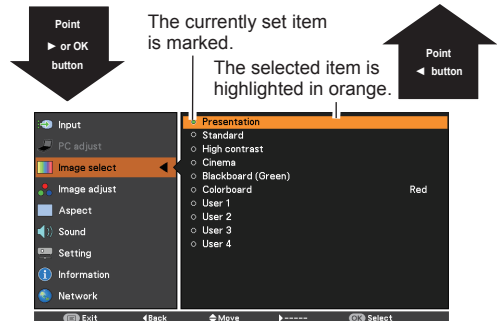 Point
► or OK
button
The currently set item
is marked.
The selected item is
highlighted in orange.
Point
◄ button
Input
PC adjust
Image select
Image adjust
Aspect
Sound
Setting
Information
Network
Presentation
Standard
High contrast
Cinema
Blackboard (Green)
Colorboard Red
User 1
User 2
User 3
User 4
Exit ◄Back Move ►----- OK Select